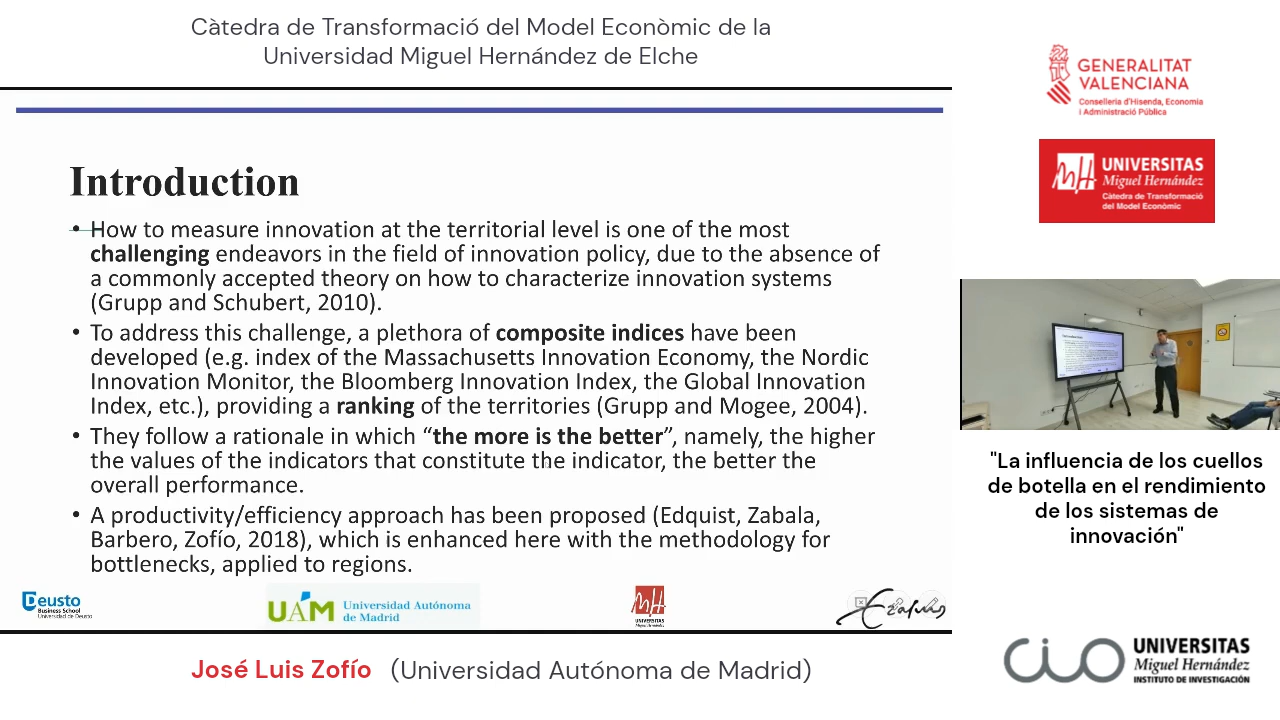 Càtedra de Transformació del Model Econòmic de la
Universidad Miguel Hernández de Elche
GENERALITAT
VALENCIANA
Conselleria d'Hisenda, Economia
i Administració Pública
UNIVERSITAS
Miguel Hernández
Càtedra de Transformació
del Model Econòmic
Introduction
• How to measure innovation at the territorial level is one of the most
challenging endeavors in the field of innovation policy, due to the absence of
a commonly accepted theory on how to characterize innovation systems
(Grupp and Schubert, 2010).
• To address this challenge, a plethora of composite indices have been
developed (e.g. index of the Massachusetts Innovation Economy, the Nordic
Innovation Monitor, the Bloomberg Innovation Index, the Global Innovation
Index, etc.), providing a ranking of the territories (Grupp and Mogee, 2004).
• They follow a rationale in which “the more is the better”, namely, the higher
the values of the indicators that constitute the indicator, the better the
overall performance.
• A productivity/efficiency approach has been proposed (Edquist, Zabala,
Barbero, Zofío, 2018), which is enhanced here with the methodology for
bottlenecks, applied to regions.
Deusto
Business School
Universidad de Deusto
UAM
Universidad Autónoma
de Madrid
UNIVERSITAS
Miguel Hernández
"La influencia de los cuellos
de botella en el rendimiento
de los sistemas de
innovación"
José Luis Zofío (Universidad Autónoma de Madrid)
CIO
UNIVERSITAS
Miguel Hernández
INSTITUTO DE INVESTIGACIÓN